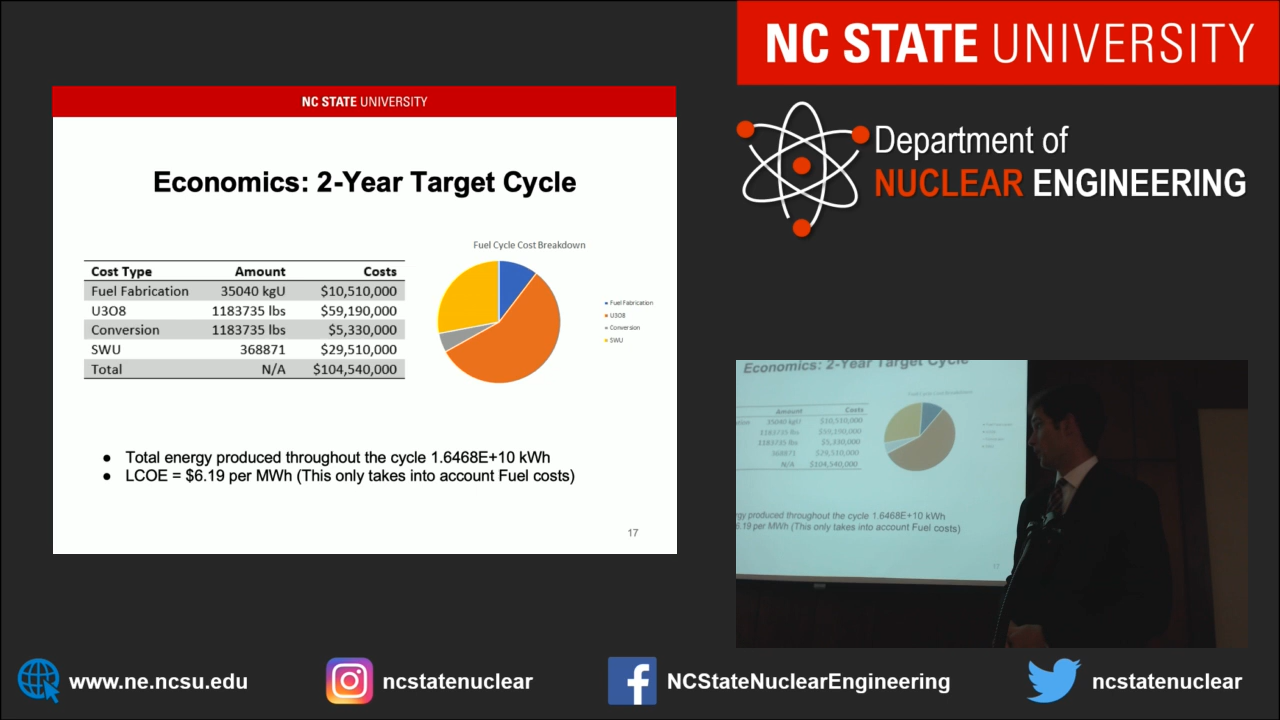 NC STATE UNIVERSITY
Department of
NUCLEAR ENGINEERING
NC STATE UNIVERSITY
Economics: 2-Year Target Cycle
Cost Type Amount Costs
Fuel Fabrication 35040 kgU $10,510,000
U3O8 1183735 lbs $59,190,000
Conversion 1183735 lbs $5,330,000
SWU 368871 $29,510,000
Total N/A $104,540,000
Fuel Cycle Cost Breakdown
Fuel Fabrication
U3O8
Conversion
SWU
● Total energy produced throughout the cycle 1.6468E+10 kWh
● LCOE = $6.19 per MWh (This only takes into account Fuel costs)
17
Economics: 2-Year Target Cycle
Amount Costs
35040 kgU $10,510,000
1183735 lbs $59,190,000
1183735 lbs $5,330,000
368871 $29,510,000
N/A $104,540,000
produced throughout the cycle 1.6468E+10 kWh
6.19 per MWh (This only takes into account Fuel costs)
17
www.ne.ncsu.edu
ncstatenuclear
NCStateNuclearEngineering
ncstatenuclear